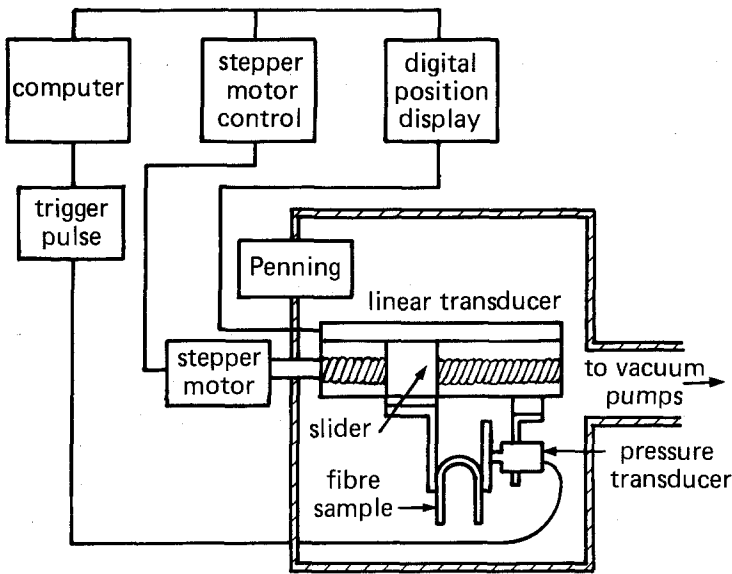 computer
stepper
motor
control
digital
position
display
trigger
pulse
Penning
linear transducer
stepper
motor
to vacuum
pumps
slider
fibre
sample
pressure
transducer